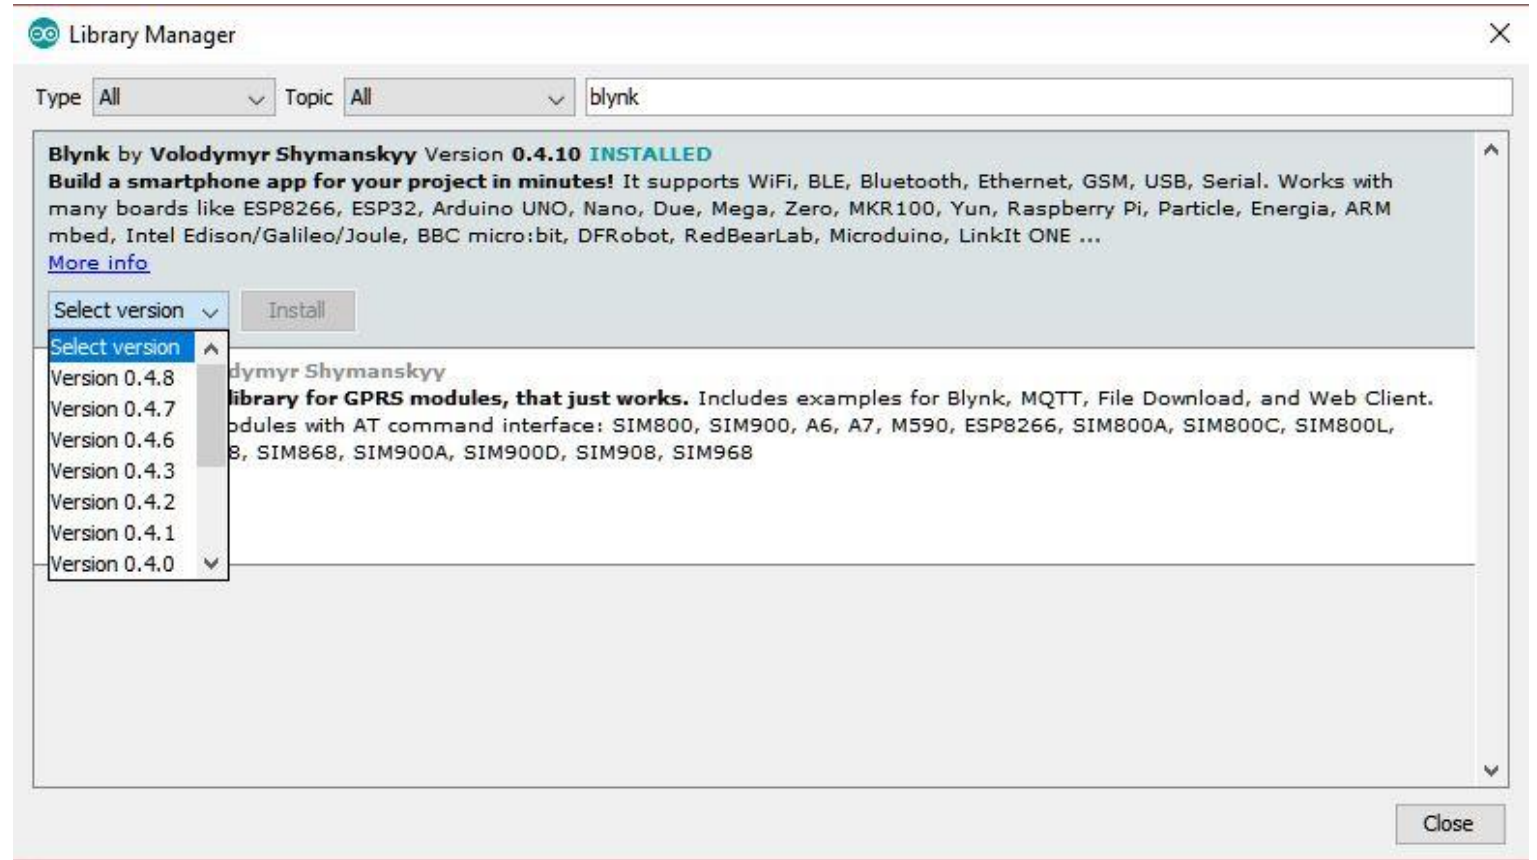 Library Manager
Type All Topic All blynk
Blynk by Volodymyr Shymanskyy Version 0.4.10 INSTALLED
Build a smartphone app for your project in minutes! It supports WiFi, BLE, Bluetooth, Ethernet, GSM, USB, Serial. Works with
many boards like ESP8266, ESP32, Arduino UNO, Nano, Due, Mega, Zero, MKR100, Yun, Raspberry Pi, Particle, Energia, ARM
mbed, Intel Edison/Galileo/Joule, BBC micro:bit, DFRobot, RedBearLab, Microduino, LinkIt ONE ...
More info
Select version Install
Select version
Version 0.4.8
Version 0.4.7
Version 0.4.6
Version 0.4.3
Version 0.4.2
Version 0.4.1
Version 0.4.0
dymyr Shymanskyy
library for GPRS modules, that just works. Includes examples for Blynk, MQTT, File Download, and Web Client.
odules with AT command interface: SIM800, SIM900, A6, A7, M590, ESP8266, SIM800A, SIM800C, SIM800L,
8, SIM868, SIM900A, SIM900D, SIM908, SIM968
Close